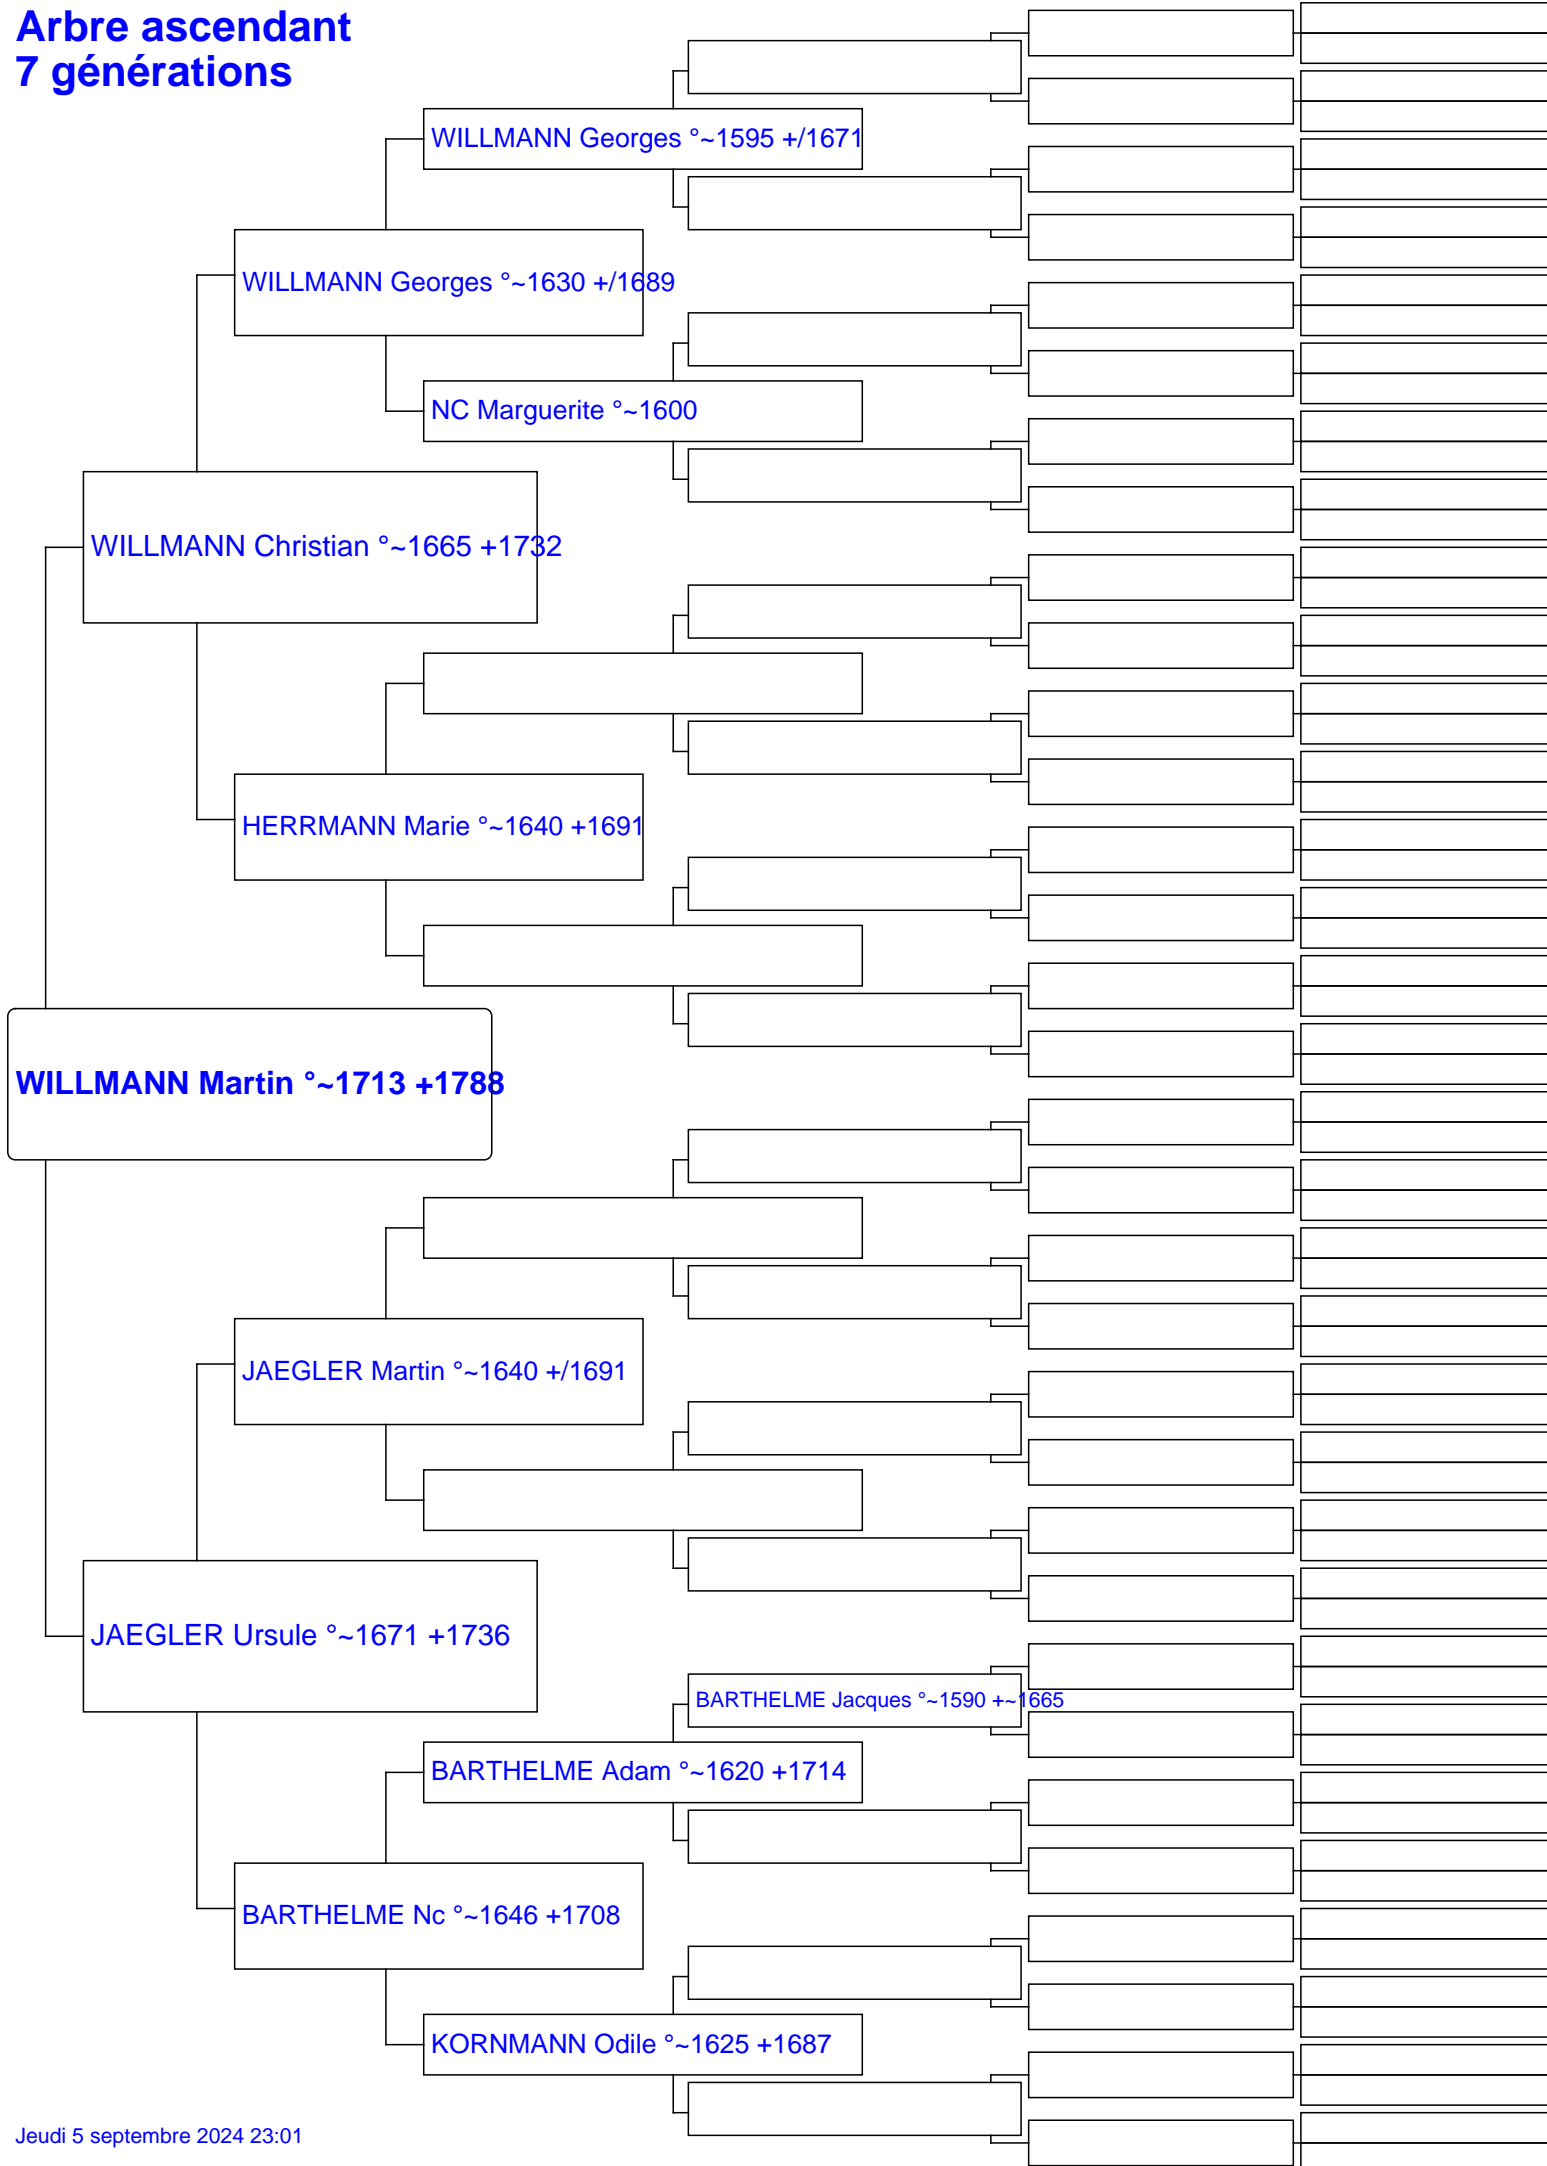 Arbre ascendant
7 générations
WILLMANN Georges °~1595 +/1671
WILLMANN Georges °~1630 +/1689
NC Marguerite °~1600
WILLMANN Christian °~1665 +1732
HERRMANN Marie °~1640 +1691
WILLMANN Martin °~1713 +1788
JAEGLER Martin °~1640 +/1691
JAEGLER Ursule °~1671 +1736
BARTHELME Jacques °~1590 +~1665
BARTHELME Adam °~1620 +1714
BARTHELME Nc °~1646 +1708
KORNMANN Odile °~1625 +1687
Jeudi 5 septembre 2024 23:01